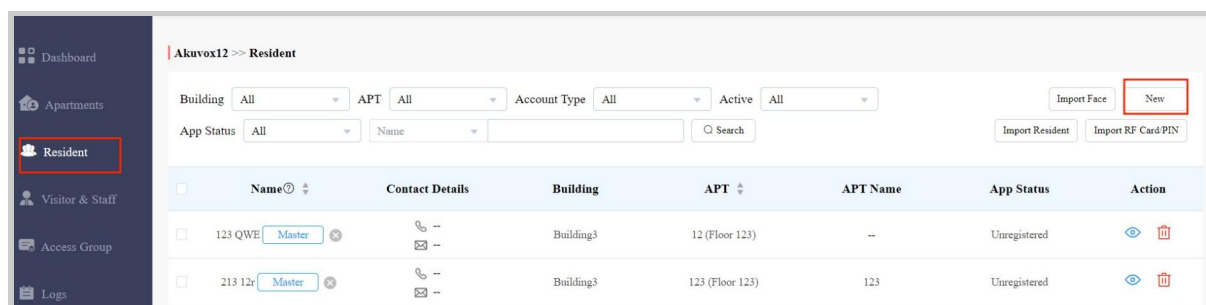 Dashboard
Apartments
Resident
Visitor & Staff
Access Group
Logs
Akuvox12 >> Resident
Building All APT All Account Type All Active All Import Face New
App Status All Name Search Import Resident Import RF Card/PIN
Name Contact Details Building APT APT Name App Status Action
123 QWE Master -- -- Building3 12 (Floor 123) -- Unregistered
213 12r Master -- -- Building3 123 (Floor 123) 123 Unregistered